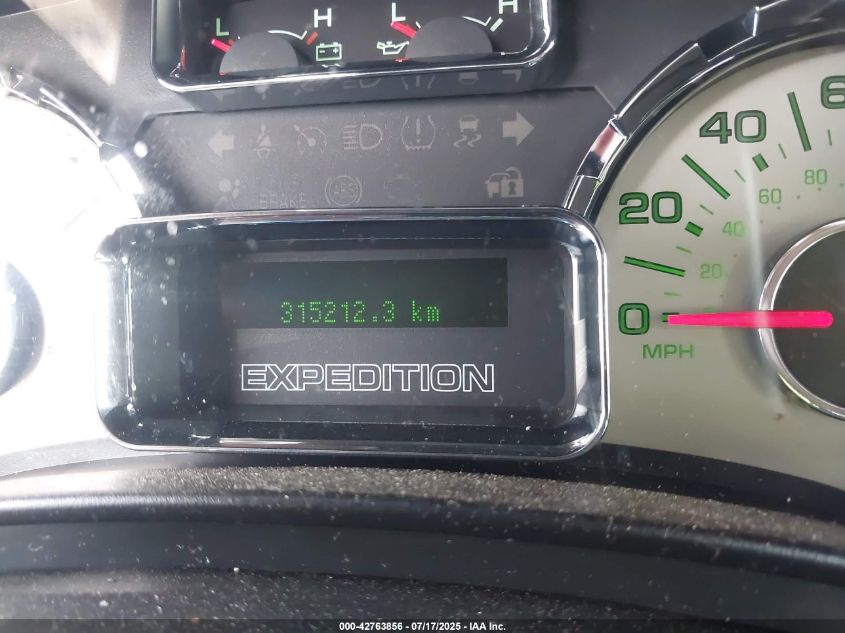 L H L H
40 6
80
20 60
40
20
0
MPH
BRAKE ABS
315212.3 km
EXPEDITION
000-42763856 - 07/17/2025 - IAA Inc.